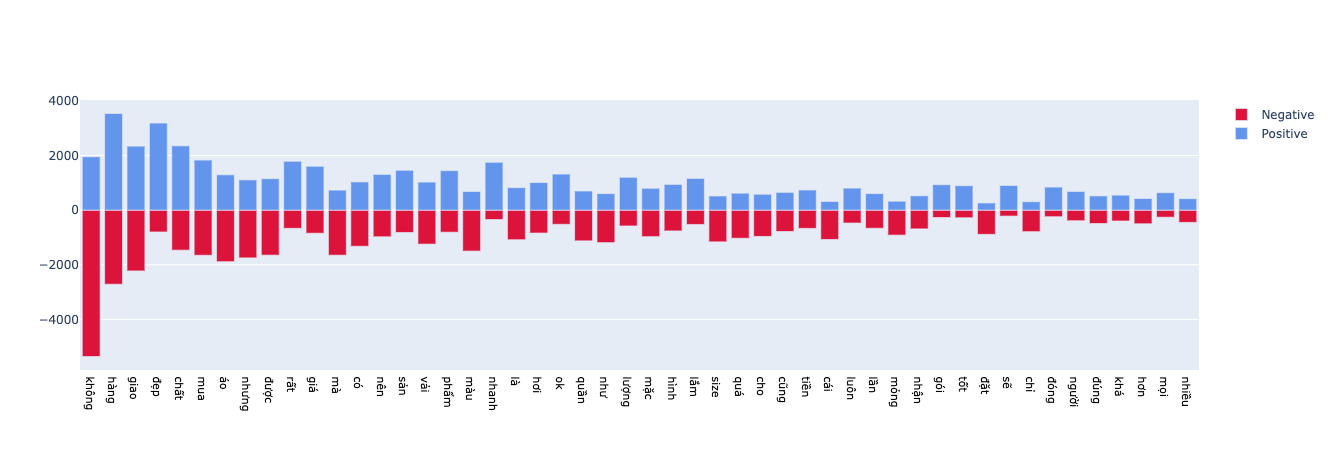 4000
2000
0
−2000
−4000
không
hàng
giao
đẹp
chất
mua
áo
nhưng
được
rất
giá
mà
có
nên
sản
vải
phẩm
màu
nhanh
là
hơi
ok
quần
như
lượng
mặc
hình
lắm
size
quá
cho
cũng
tiền
cái
luôn
lần
mỏng
nhận
gói
tốt
đặt
sẽ
chỉ
đóng
người
đúng
khá
hơn
mọi
nhiều
Negative
Positive